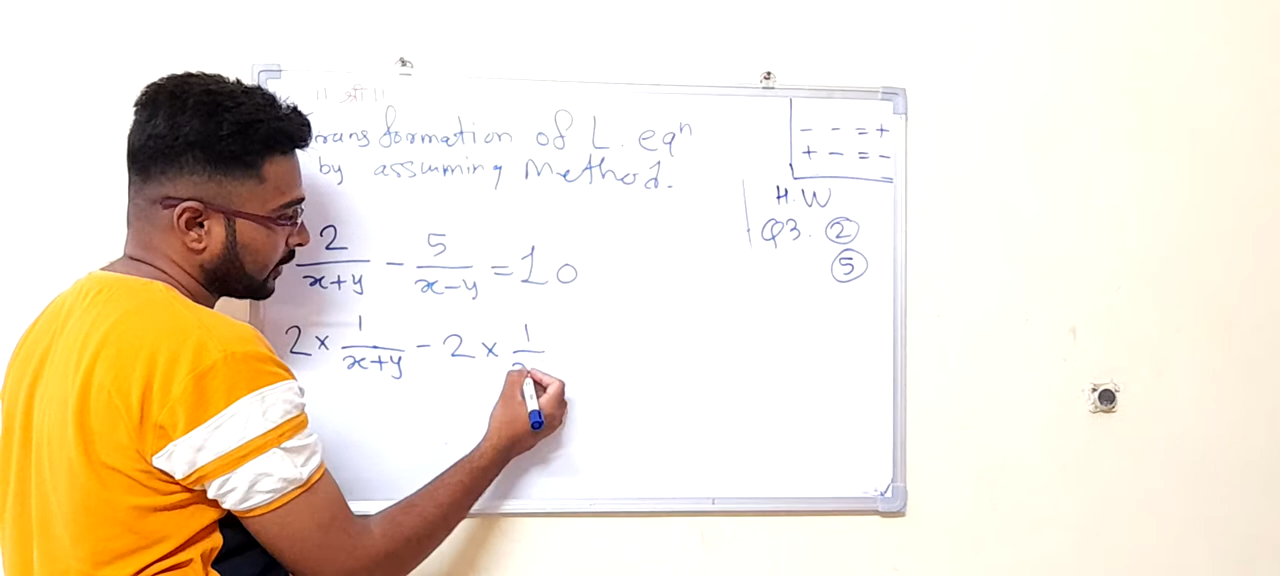 ॥ श्री ॥
Transformation of L. eqⁿ
by assuming Method.
- - = +
+ - = -
H.W
Q3. ②
⑤
2/(x+y) - 5/(x-y) = 10
2 × 1/(x+y) - 2 × 1/